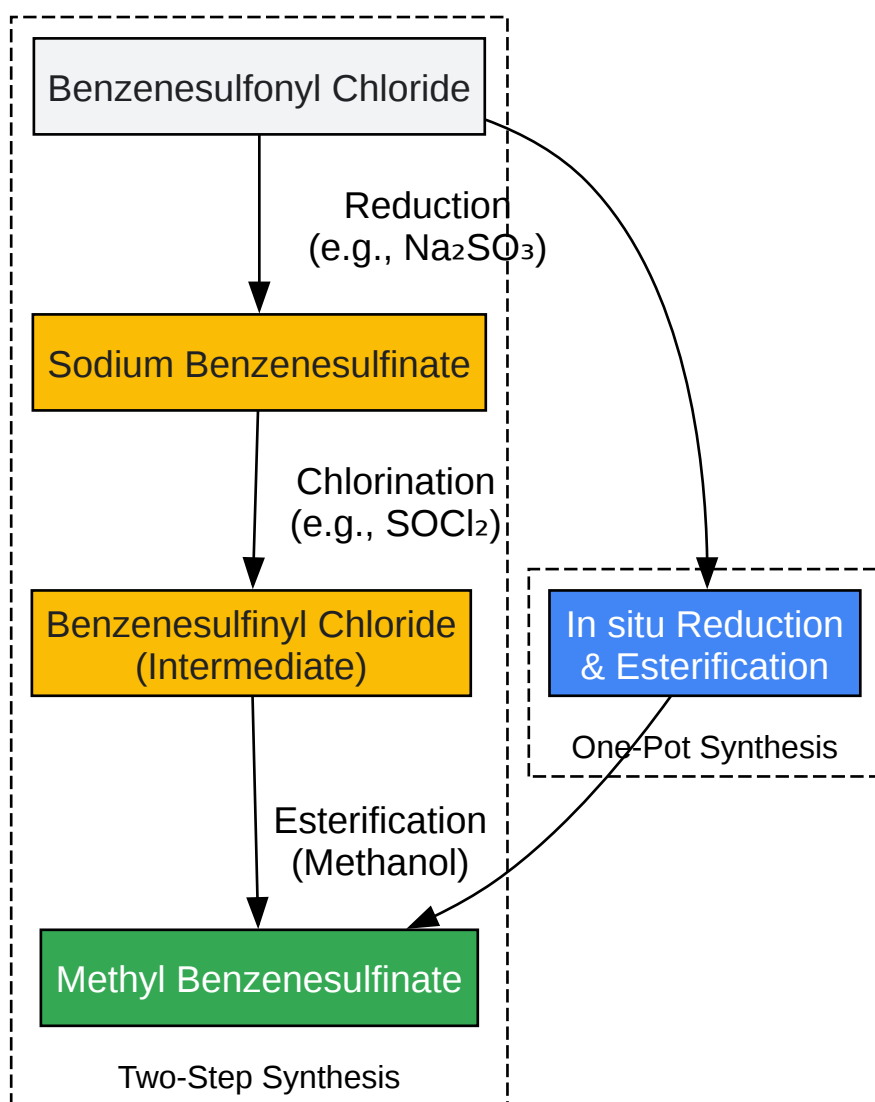 Benzenesulfonyl Chloride
Reduction
(e.g., Na₂SO₃)
Sodium Benzenesulfinate
Chlorination
(e.g., SOCl₂)
Benzenesulfinyl Chloride
(Intermediate)
In situ Reduction
& Esterification
One-Pot Synthesis
Esterification
(Methanol)
Methyl Benzenesulfinate
Two-Step Synthesis